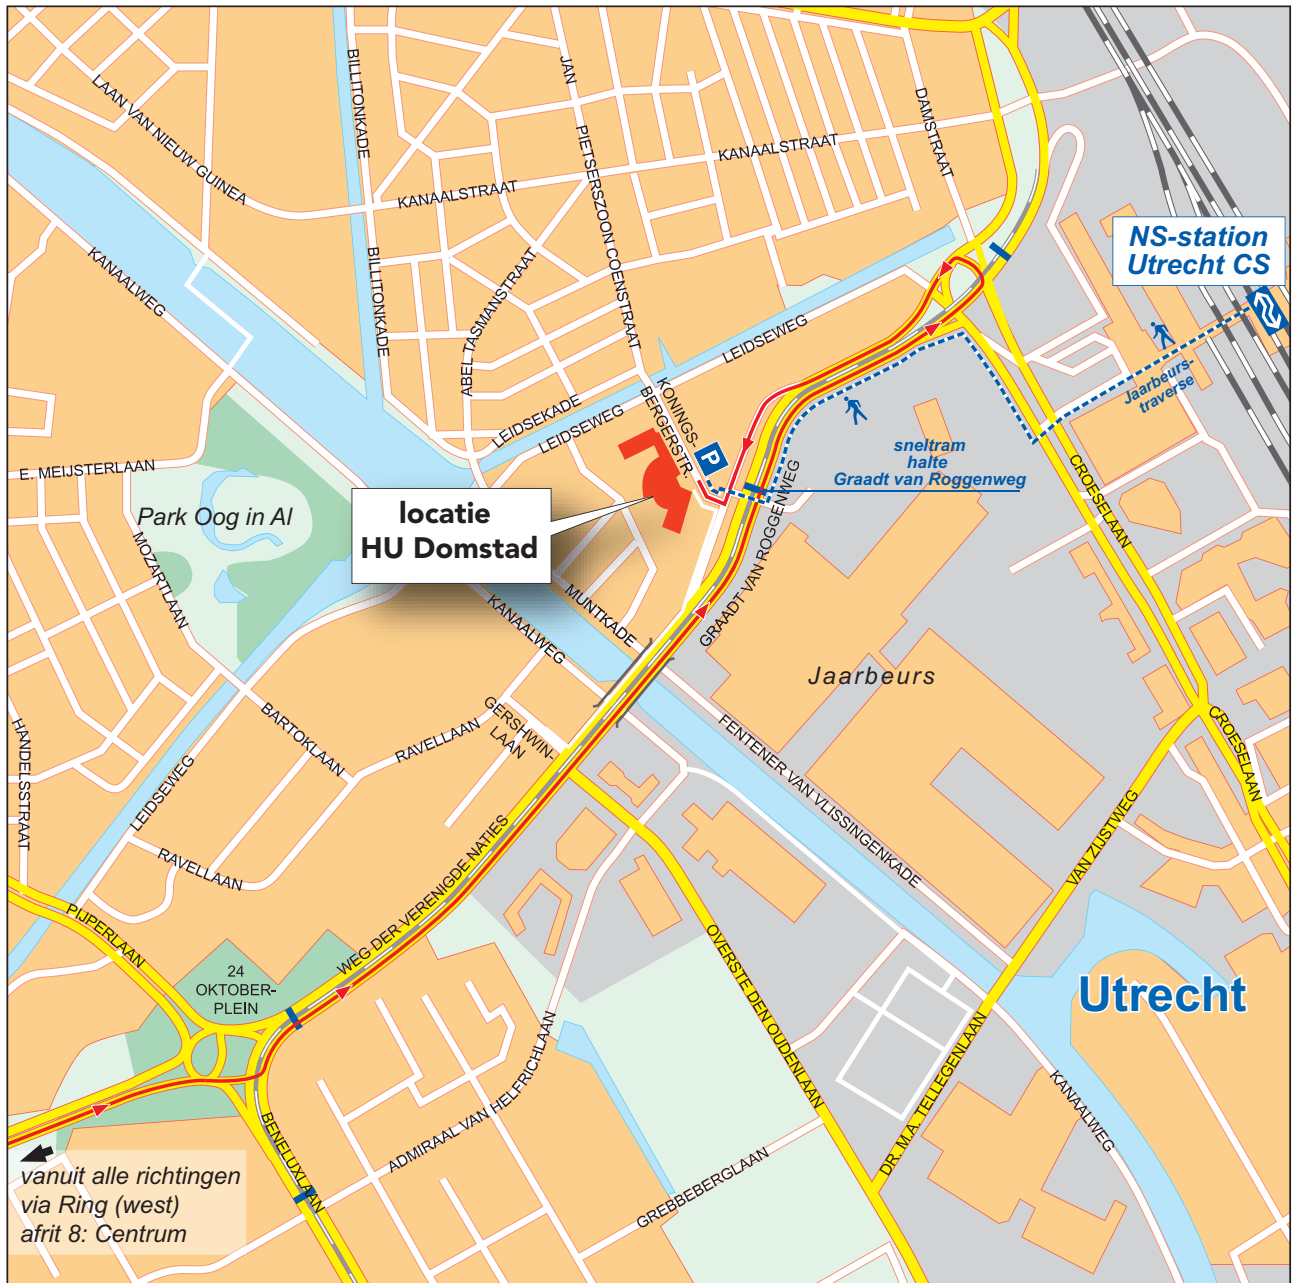 BILLITONKADE
JAN
PIETSERSZOON COENSTRAAT
LAAN VAN NIEUW GUINEA
DAMSTRAAT
KANAALSTRAAT
KANAALSTRAAT
NS-station
Utrecht CS
KANAALWEG
BILLITONKADE
ABEL TASMANSTRAAT
LEIDSEWEG
Jaarbeurs-
traverse
KONINGS-
BERGERSTR.
LEIDSEKADE
LEIDSEWEG
P
sneltram
halte
Graadt van Roggenweg
E. MEIJSTERLAAN
Park Oog in Al
locatie
HU Domstad
CROESELAAN
MOZARTLAAN
GRAADT VAN ROGGENWEG
MUNTKADE
KANAALWEG
Jaarbeurs
HANDELSSTRAAT
BARTOKLAAN
RAVELLAAN
GERSHWIN-
LAAN
FENTENER VAN VLISSINGENKADE
CROESELAAN
LEIDSEWEG
RAVELLAAN
VAN ZIJSTWEG
WEG DER VERENIGDE NATIES
PIJPERLAAN
24
OKTOBER-
PLEIN
OVERSTE DEN OUDENLAAN
Utrecht
ADMIRAAL VAN HELFRICHLAAN
DR. M.A. TELLEGENLAAN
KANAALWEG
BENELUXLAAN
GREBBEBERGLAAN
vanuit alle richtingen
via Ring (west)
afrit 8: Centrum